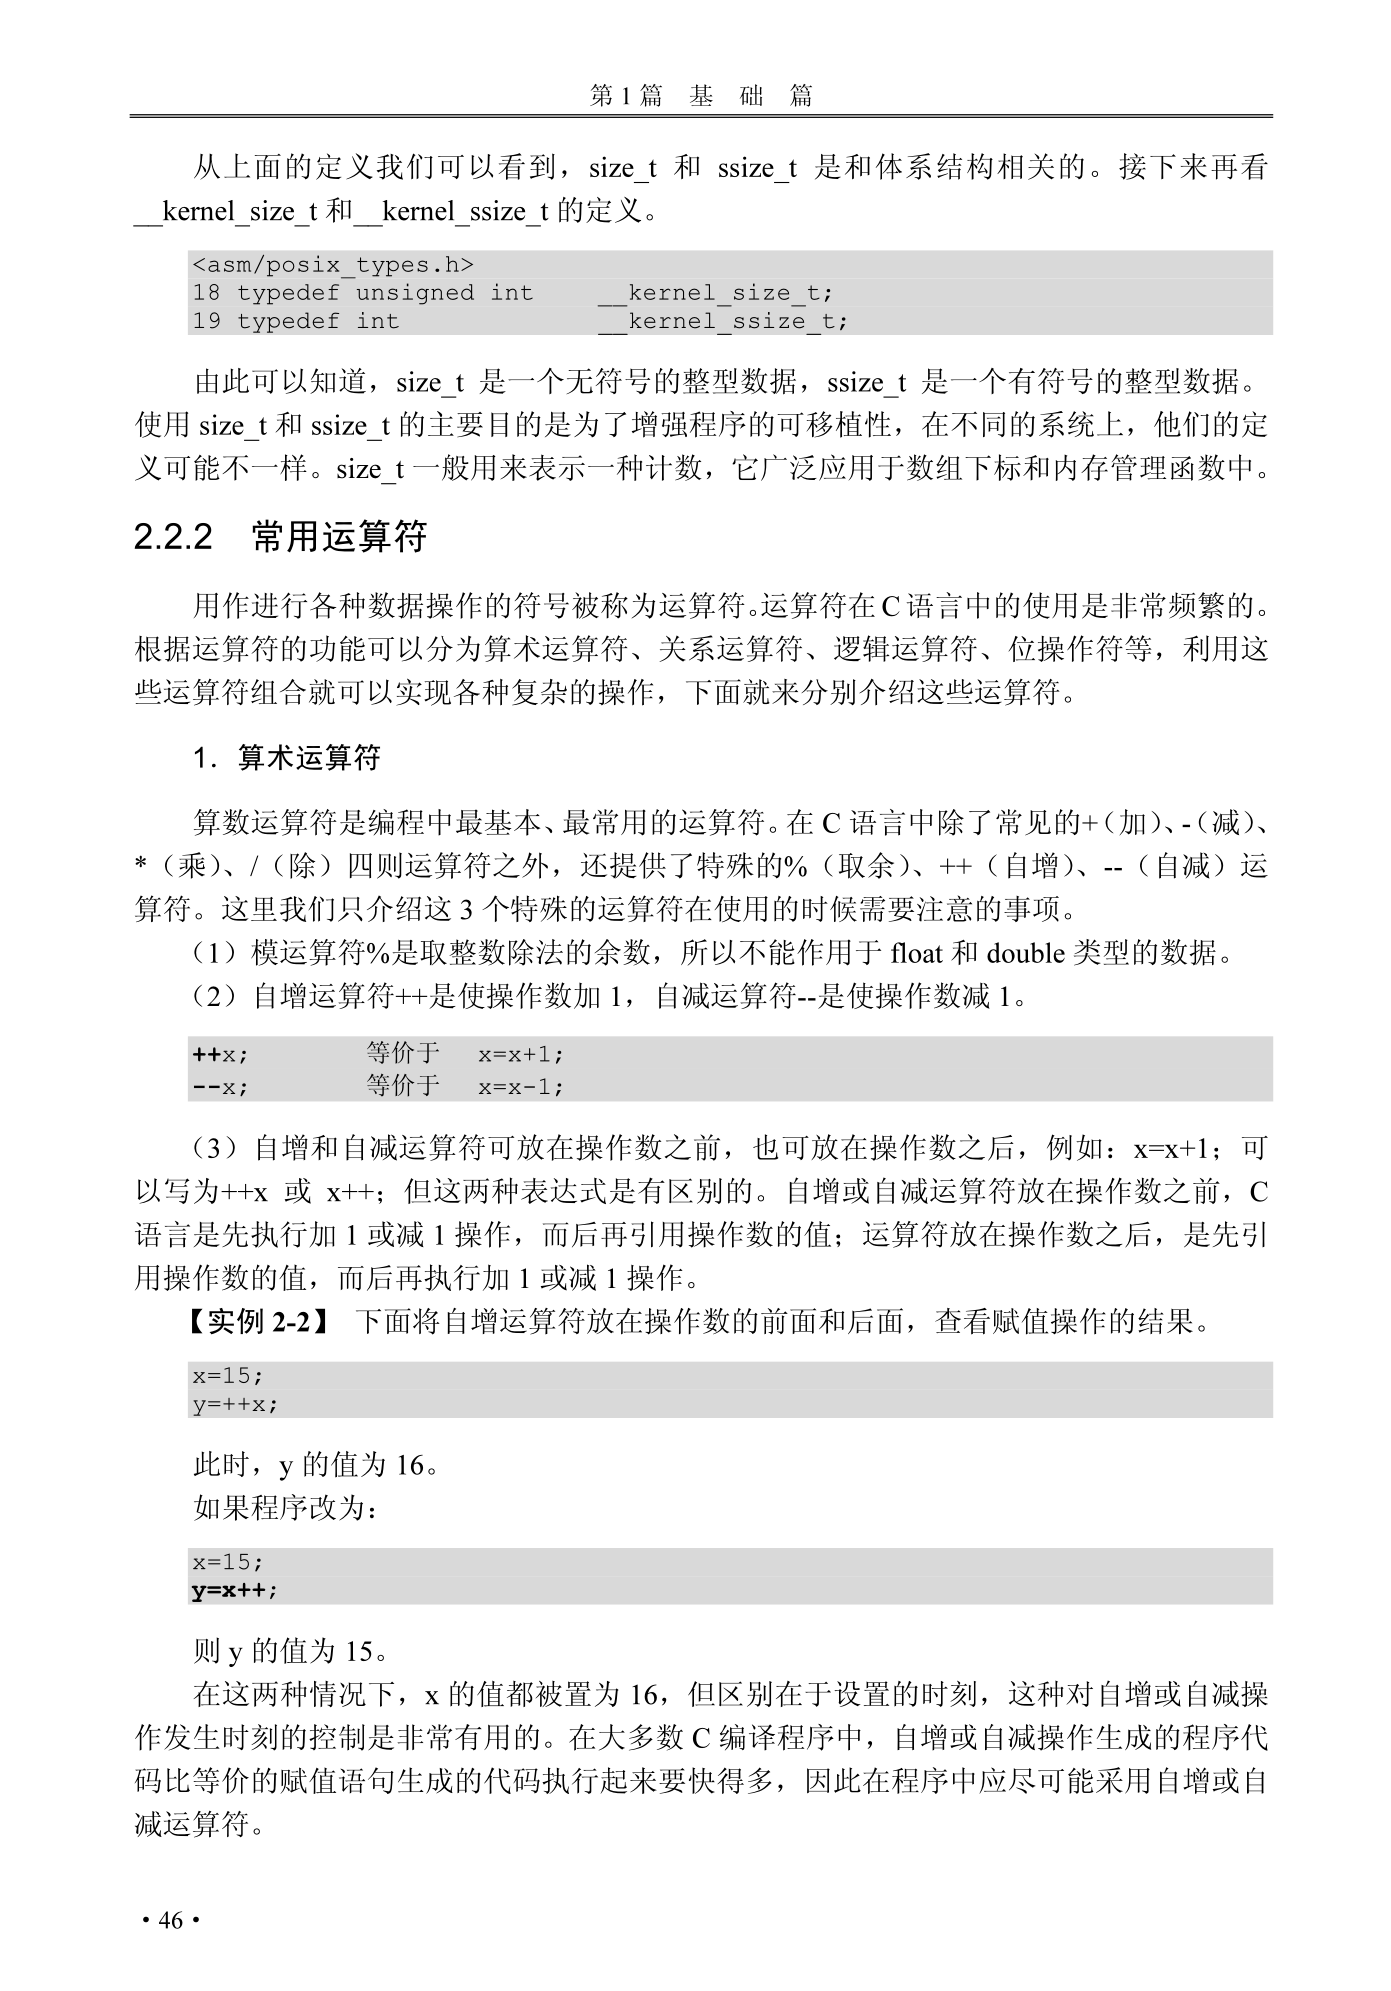 第 1 篇　基　础　篇
从上面的定义我们可以看到，size_t 和 ssize_t 是和体系结构相关的。接下来再看
__kernel_size_t 和__kernel_ssize_t 的定义。
<asm/posix_types.h>
18 typedef unsigned int    __kernel_size_t;
19 typedef int             __kernel_ssize_t;
由此可以知道，size_t 是一个无符号的整型数据，ssize_t 是一个有符号的整型数据。
使用 size_t 和 ssize_t 的主要目的是为了增强程序的可移植性，在不同的系统上，他们的定
义可能不一样。size_t 一般用来表示一种计数，它广泛应用于数组下标和内存管理函数中。
2.2.2　常用运算符
用作进行各种数据操作的符号被称为运算符。运算符在 C 语言中的使用是非常频繁的。
根据运算符的功能可以分为算术运算符、关系运算符、逻辑运算符、位操作符等，利用这
些运算符组合就可以实现各种复杂的操作，下面就来分别介绍这些运算符。
1．算术运算符
算数运算符是编程中最基本、最常用的运算符。在 C 语言中除了常见的+（加）、-（减）、
*（乘）、/（除）四则运算符之外，还提供了特殊的%（取余）、++（自增）、--（自减）运
算符。这里我们只介绍这 3 个特殊的运算符在使用的时候需要注意的事项。
（1）模运算符%是取整数除法的余数，所以不能作用于 float 和 double 类型的数据。
（2）自增运算符++是使操作数加 1，自减运算符--是使操作数减 1。
++x;        等价于  x=x+1;
--x;        等价于  x=x-1;
（3）自增和自减运算符可放在操作数之前，也可放在操作数之后，例如：x=x+1；可
以写为++x 或 x++；但这两种表达式是有区别的。自增或自减运算符放在操作数之前，C
语言是先执行加 1 或减 1 操作，而后再引用操作数的值；运算符放在操作数之后，是先引
用操作数的值，而后再执行加 1 或减 1 操作。
【实例 2-2】　下面将自增运算符放在操作数的前面和后面，查看赋值操作的结果。
x=15;
y=++x;
此时，y 的值为 16。
如果程序改为：
x=15;
y=x++;
则 y 的值为 15。
在这两种情况下，x 的值都被置为 16，但区别在于设置的时刻，这种对自增或自减操
作发生时刻的控制是非常有用的。在大多数 C 编译程序中，自增或自减操作生成的程序代
码比等价的赋值语句生成的代码执行起来要快得多，因此在程序中应尽可能采用自增或自
减运算符。
• 46 •